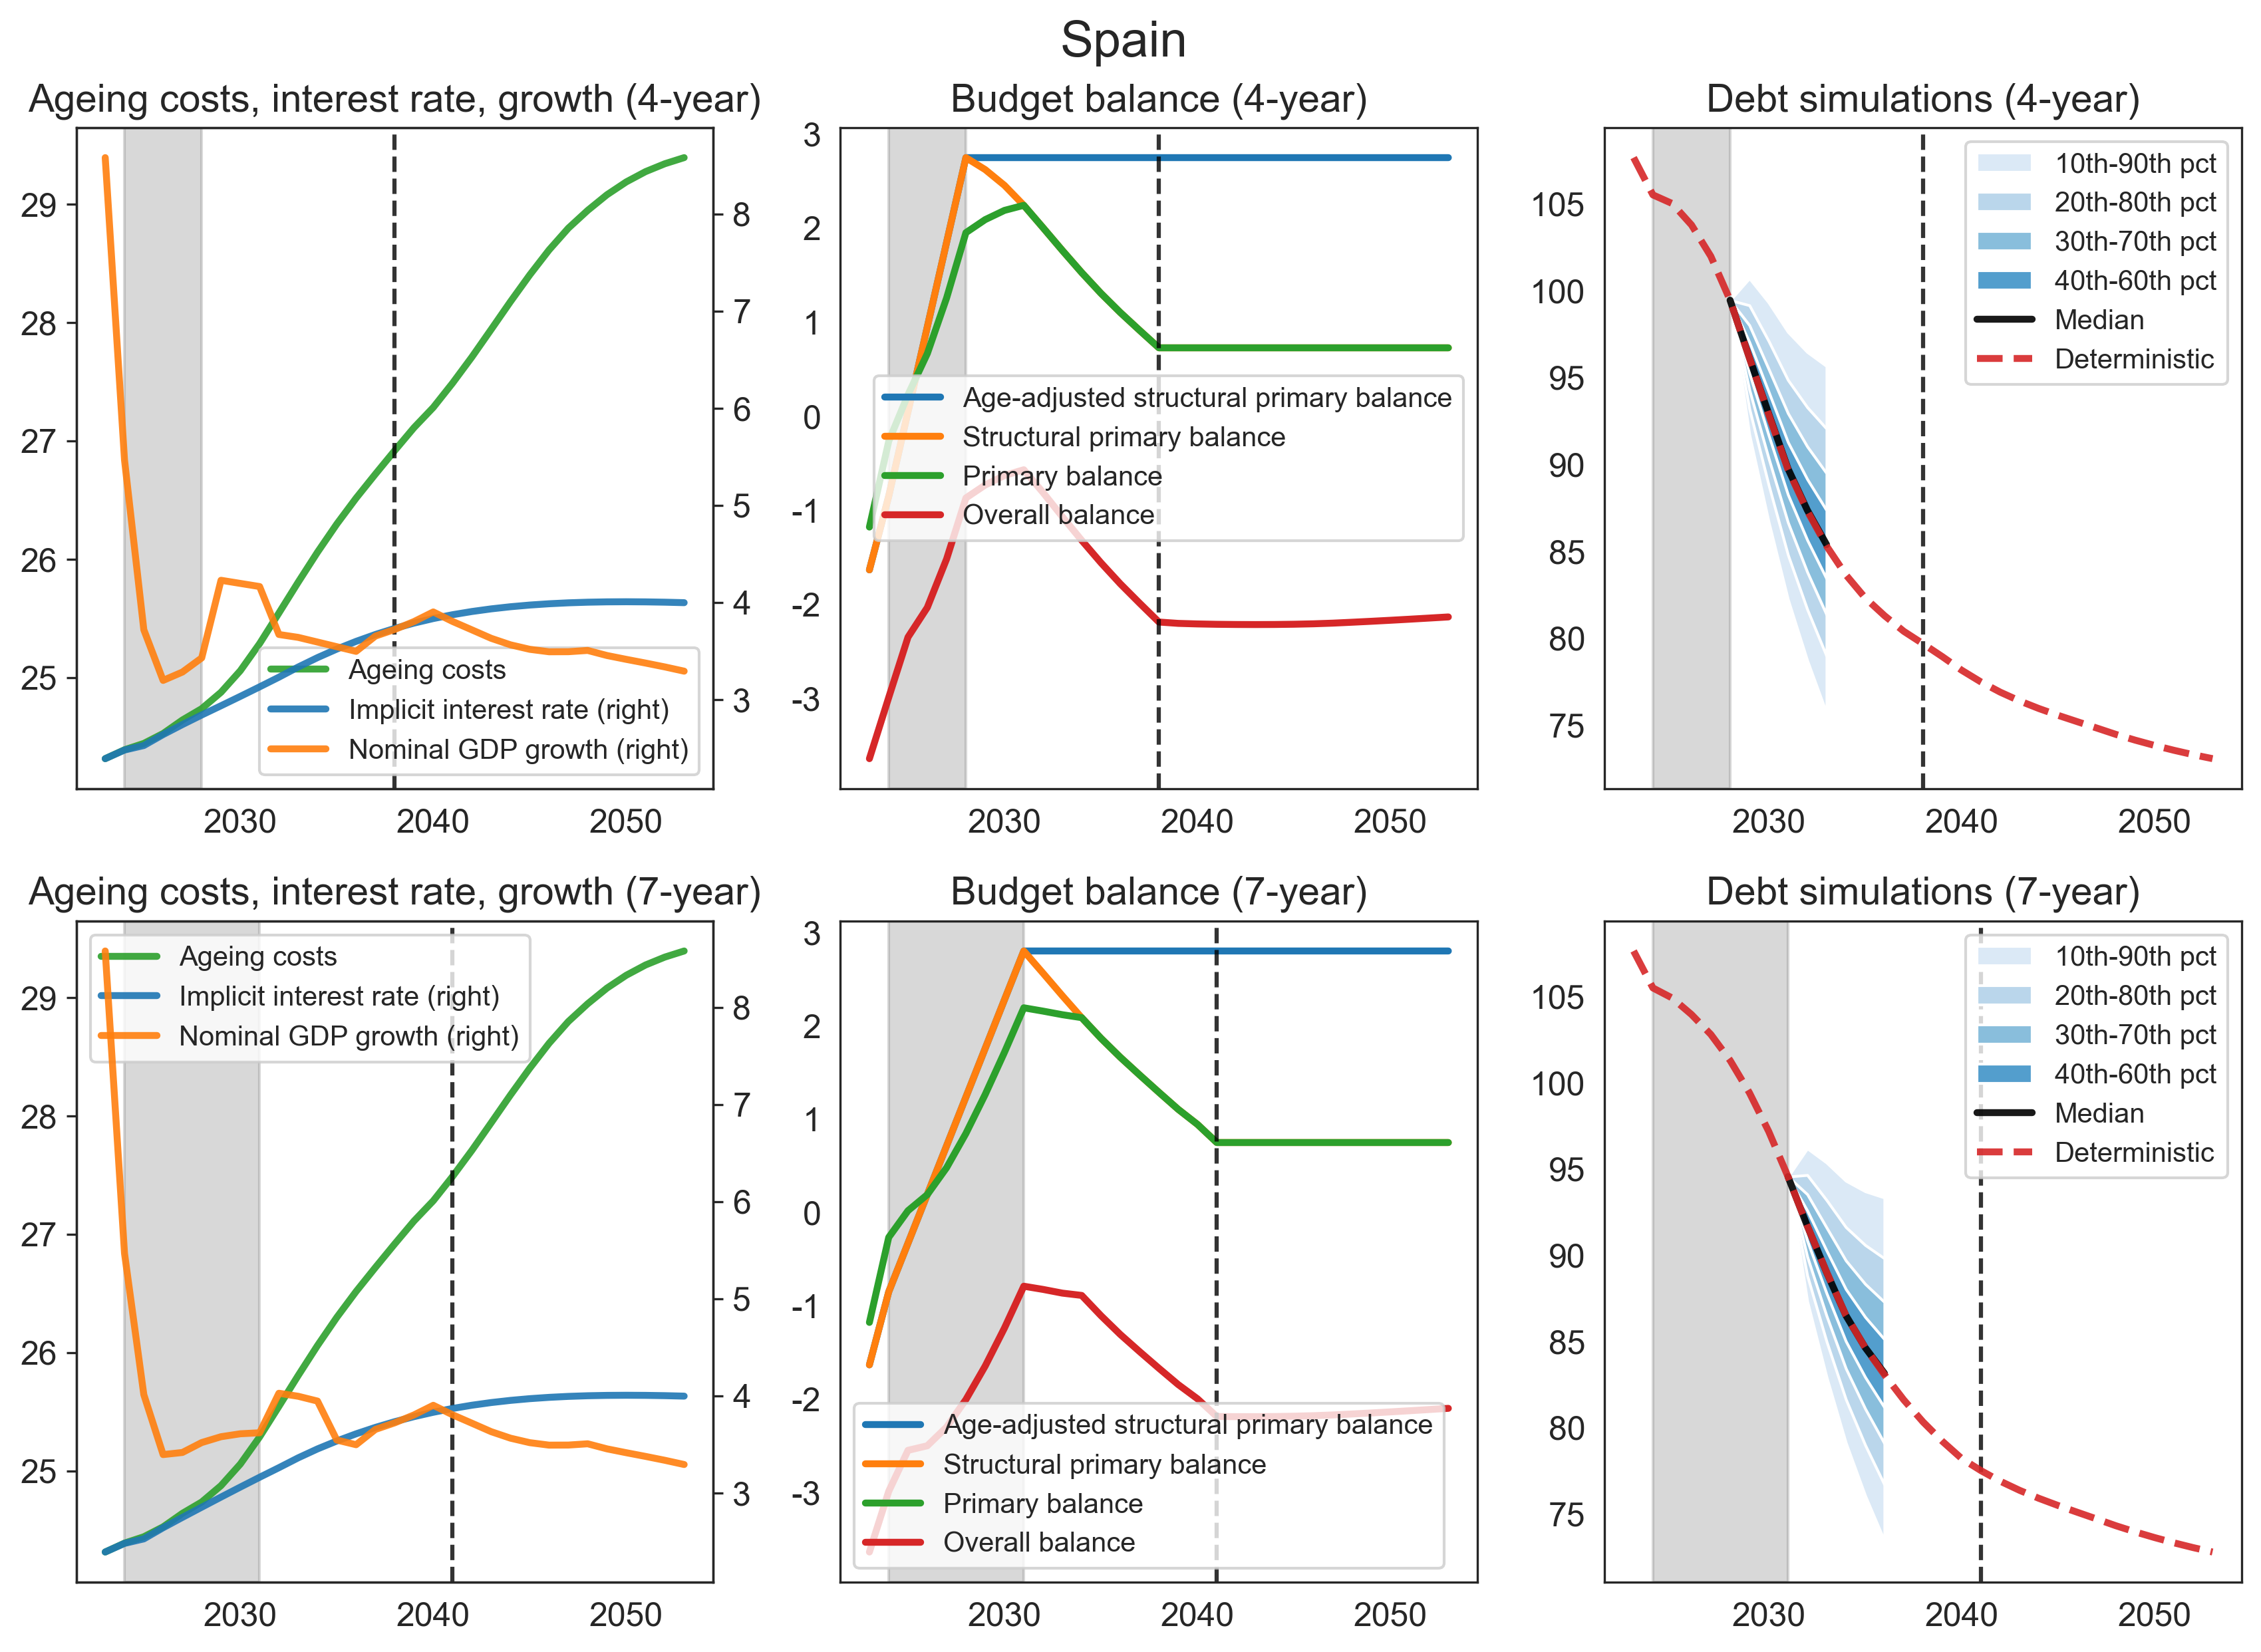 Spain
Ageing costs, interest rate, growth (4-year)
29
28
27
26
25
8
7
6
5
4
3
Ageing costs
Implicit interest rate (right)
Nominal GDP growth (right)
2030 2040 2050
Budget balance (4-year)
3
2
1
0
-1
-2
-3
Age-adjusted structural primary balance
Structural primary balance
Primary balance
Overall balance
2030 2040 2050
Debt simulations (4-year)
105
100
95
90
85
80
75
10th-90th pct
20th-80th pct
30th-70th pct
40th-60th pct
Median
Deterministic
2030 2040 2050
Ageing costs, interest rate, growth (7-year)
29
28
27
26
25
8
7
6
5
4
3
Ageing costs
Implicit interest rate (right)
Nominal GDP growth (right)
2030 2040 2050
Budget balance (7-year)
3
2
1
0
-1
-2
-3
Age-adjusted structural primary balance
Structural primary balance
Primary balance
Overall balance
2030 2040 2050
Debt simulations (7-year)
105
100
95
90
85
80
75
10th-90th pct
20th-80th pct
30th-70th pct
40th-60th pct
Median
Deterministic
2030 2040 2050